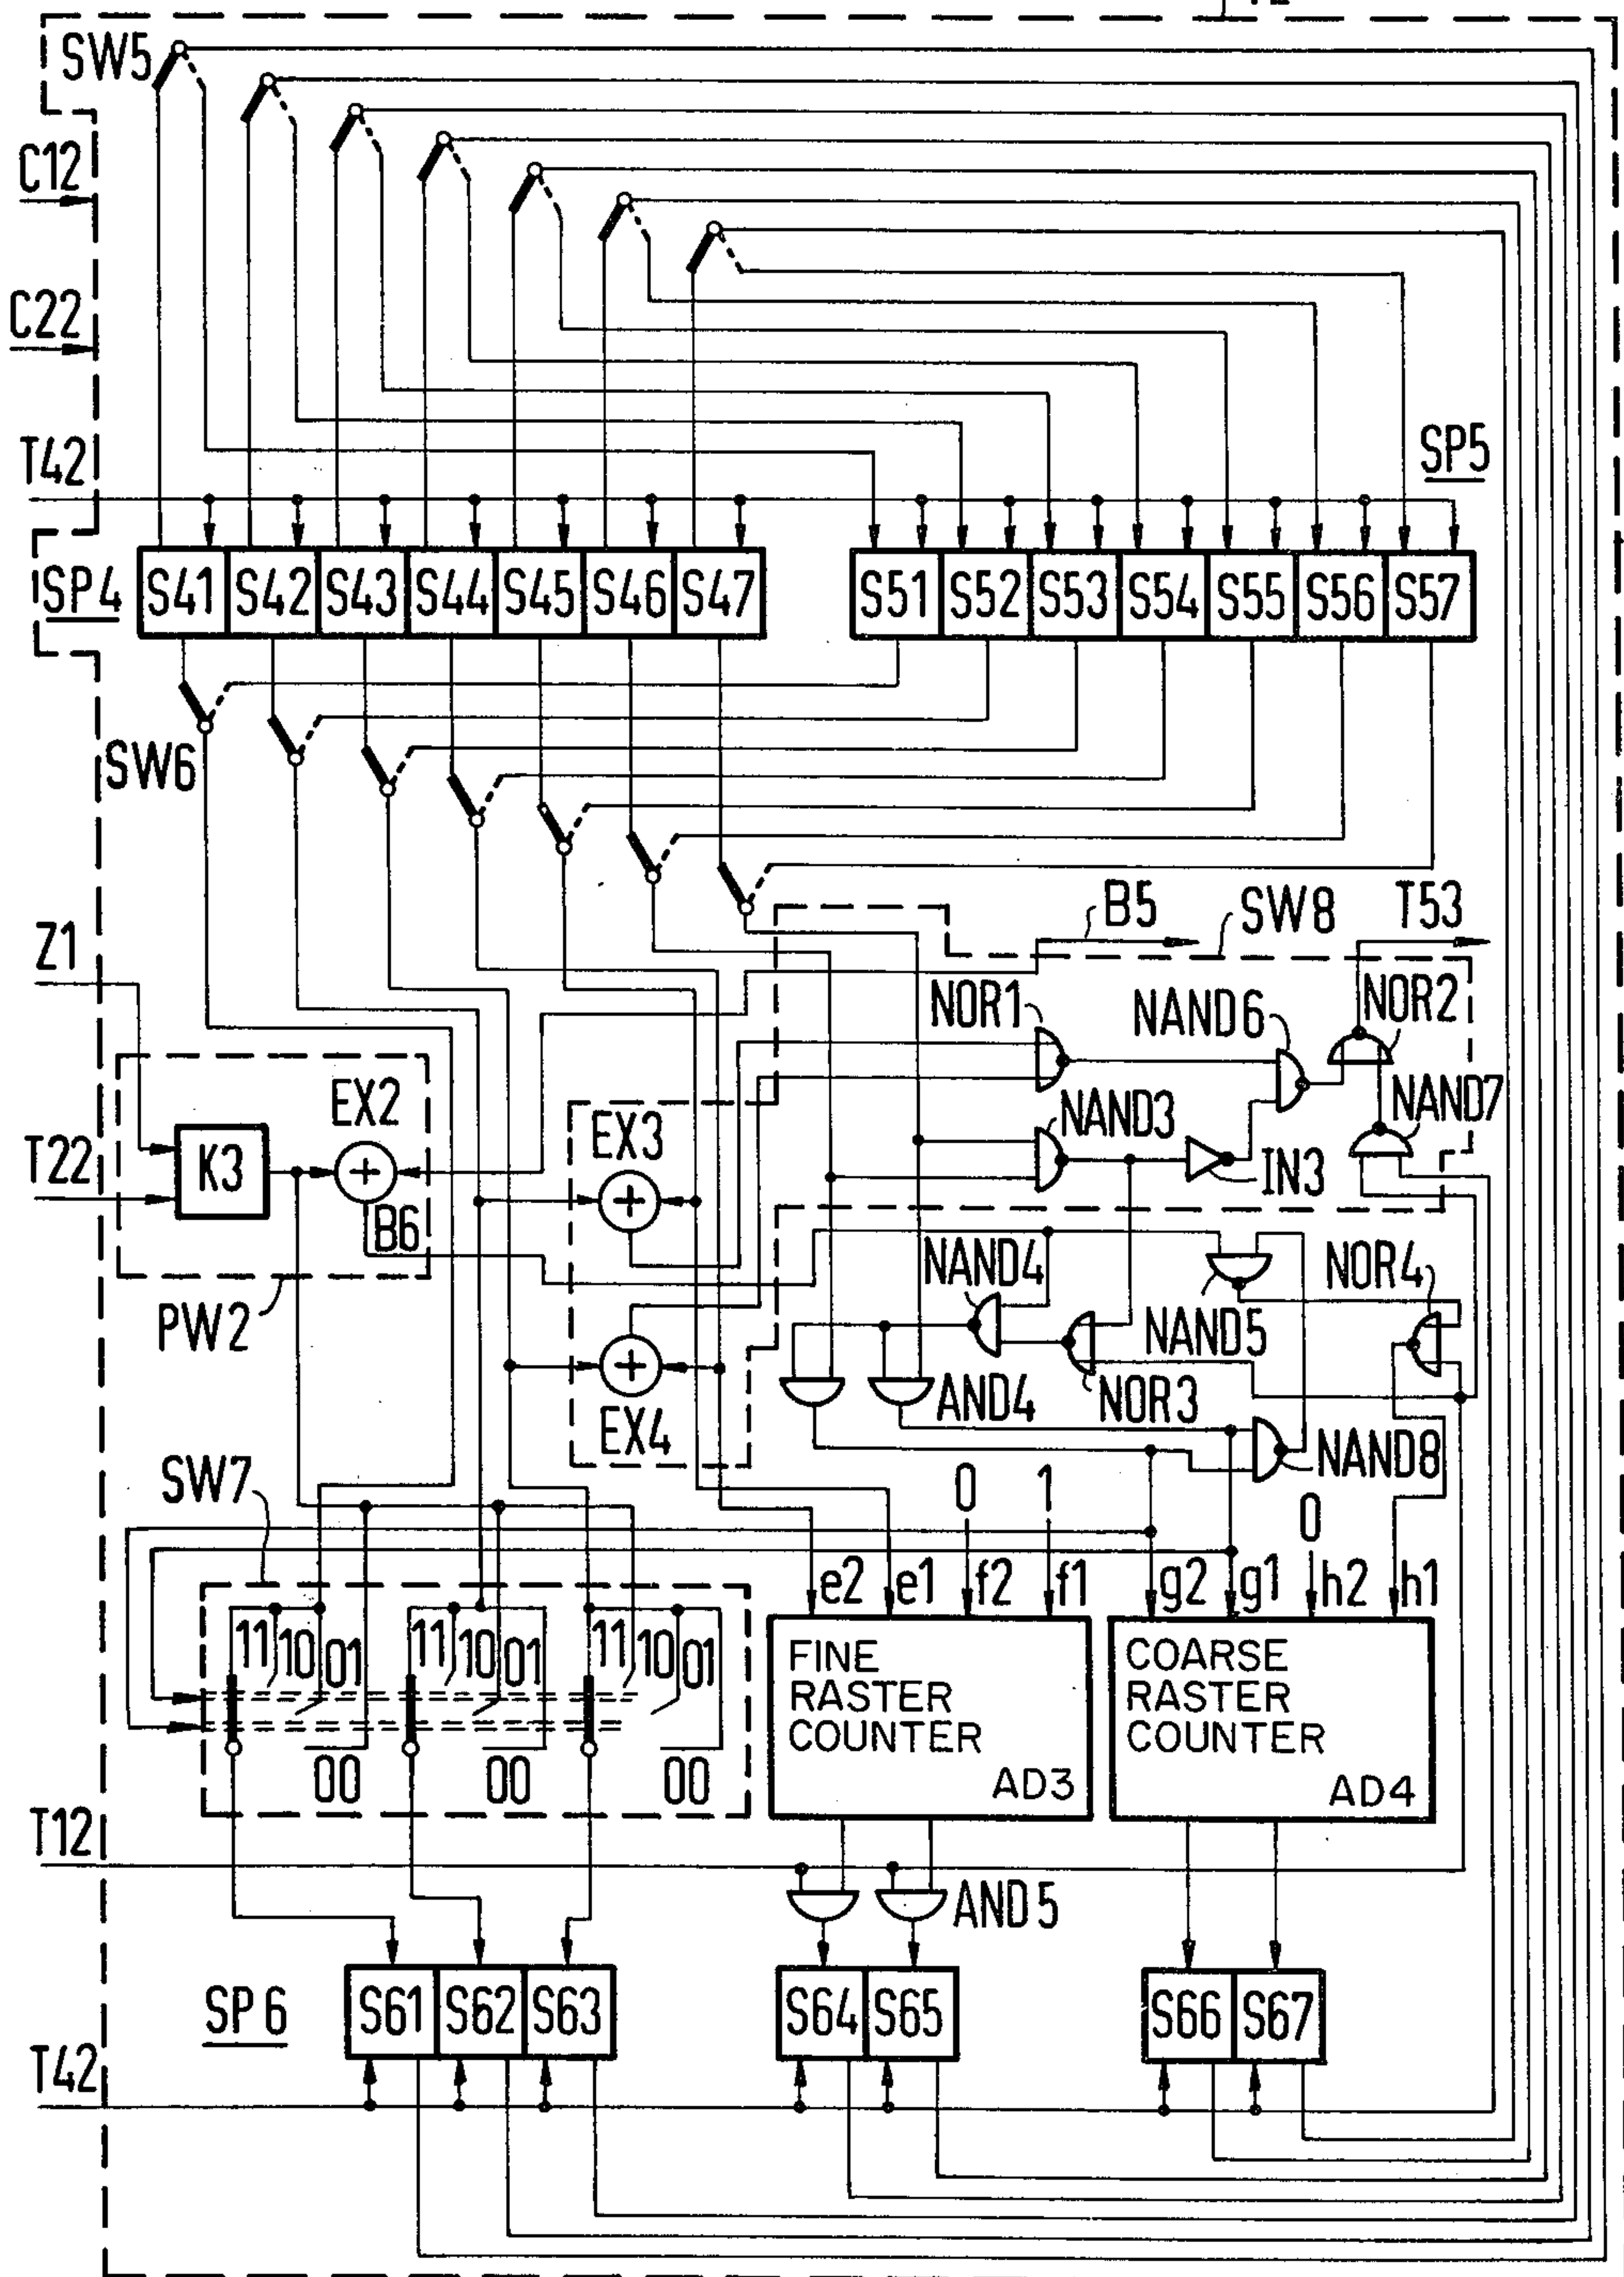 SW5
C12
C22
T42
SP5
SP4 S41 S42 S43 S44 S45 S46 S47 S51 S52 S53 S54 S55 S56 S57
SW6
B5 SW8 T53
Z1
NOR1 NAND6 NOR2
EX2 EX3 NAND3 NAND7
T22 K3 IN3
B6
NAND4 NOR4
PW2 NAND5
AND4 NOR3
EX4
SW7 NAND8
0 1 0
e2 e1 f2 f1 g2 g1 h2 h1
11 10 01 11 10 01 11 10 01
FINE
RASTER
COUNTER
AD3
COARSE
RASTER
COUNTER
AD4
00 00 00
T12
AND5
SP6 S61 S62 S63 S64 S65 S66 S67
T42